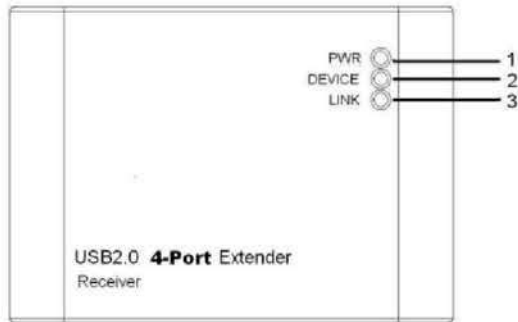 PWR 1
DEVICE 2
LINK 3
USB2.0 4-Port Extender
Receiver